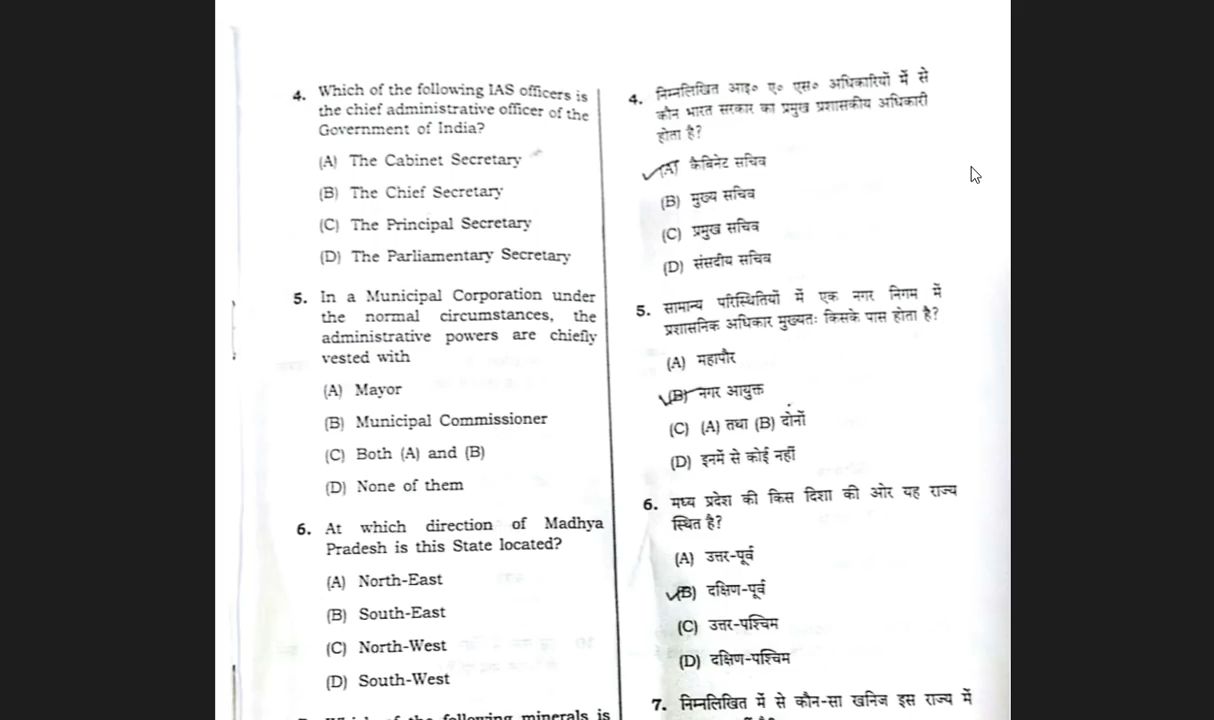 4. Which of the following IAS officers is
the chief administrative officer of the
Government of India?
(A) The Cabinet Secretary
(B) The Chief Secretary
(C) The Principal Secretary
(D) The Parliamentary Secretary
5. In a Municipal Corporation under
the normal circumstances, the
administrative powers are chiefly
vested with
(A) Mayor
(B) Municipal Commissioner
(C) Both (A) and (B)
(D) None of them
6. At which direction of Madhya
Pradesh is this State located?
(A) North-East
(B) South-East
(C) North-West
(D) South-West
of the following minerals is
4. निम्नलिखित आइ० ए० एस० अधिकारियों में से
कौन भारत सरकार का प्रमुख प्रशासकीय अधिकारी
होता है?
(A) कैबिनेट सचिव
(B) मुख्य सचिव
(C) प्रमुख सचिव
(D) संसदीय सचिव
5. सामान्य परिस्थितियों में एक नगर निगम में
प्रशासनिक अधिकार मुख्यतः किसके पास होता है?
(A) महापौर
(B) नगर आयुक्त
(C) (A) तथा (B) दोनों
(D) इनमें से कोई नहीं
6. मध्य प्रदेश की किस दिशा की ओर यह राज्य
स्थित है?
(A) उत्तर-पूर्व
(B) दक्षिण-पूर्व
(C) उत्तर-पश्चिम
(D) दक्षिण-पश्चिम
7. निम्नलिखित में से कौन-सा खनिज इस राज्य में